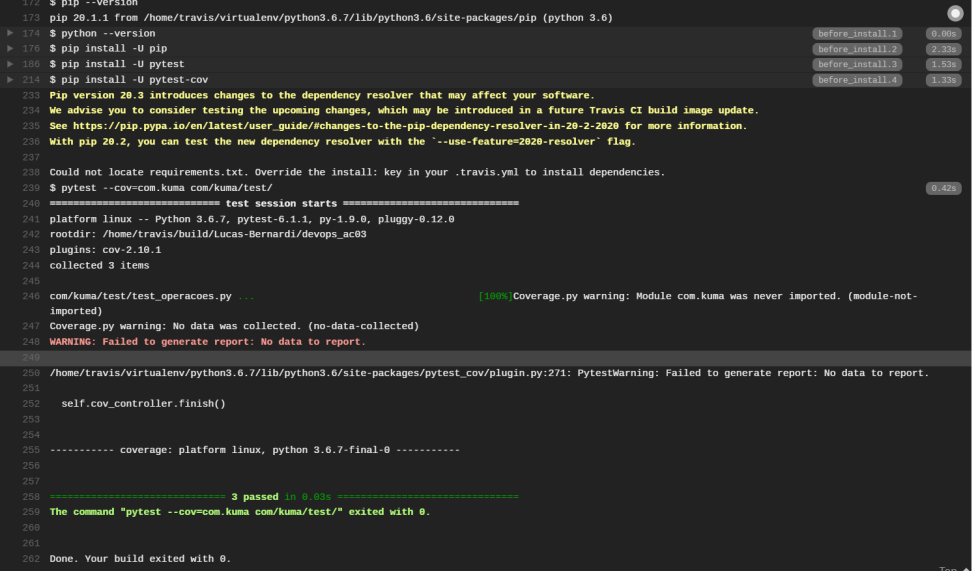 172 $ pip --version
173 pip 20.1.1 from /home/travis/virtualenv/python3.6.7/lib/python3.6/site-packages/pip (python 3.6)
174 $ python --version before_install.1 0.00s
176 $ pip install -U pip before_install.2 2.33s
186 $ pip install -U pytest before_install.3 1.53s
214 $ pip install -U pytest-cov before_install.4 1.33s
233 Pip version 20.3 introduces changes to the dependency resolver that may affect your software.
234 We advise you to consider testing the upcoming changes, which may be introduced in a future Travis CI build image update.
235 See https://pip.pypa.io/en/latest/user_guide/#changes-to-the-pip-dependency-resolver-in-20-2-2020 for more information.
236 With pip 20.2, you can test the new dependency resolver with the `--use-feature=2020-resolver` flag.
237
238 Could not locate requirements.txt. Override the install: key in your .travis.yml to install dependencies.
239 $ pytest --cov=com.kuma com/kuma/test/ 0.42s
240 ============================= test session starts ==============================
241 platform linux -- Python 3.6.7, pytest-6.1.1, py-1.9.0, pluggy-0.12.0
242 rootdir: /home/travis/build/Lucas-Bernardi/devops_ac03
243 plugins: cov-2.10.1
244 collected 3 items
245
246 com/kuma/test/test_operacoes.py ... [100%]Coverage.py warning: Module com.kuma was never imported. (module-not-
imported)
247 Coverage.py warning: No data was collected. (no-data-collected)
248 WARNING: Failed to generate report: No data to report.
249
250 /home/travis/virtualenv/python3.6.7/lib/python3.6/site-packages/pytest_cov/plugin.py:271: PytestWarning: Failed to generate report: No data to report.
251
252 self.cov_controller.finish()
253
254
255 ----------- coverage: platform linux, python 3.6.7-final-0 -----------
256
257
258 ============================== 3 passed in 0.03s ===============================
259 The command "pytest --cov=com.kuma com/kuma/test/" exited with 0.
260
261
262 Done. Your build exited with 0.
Top